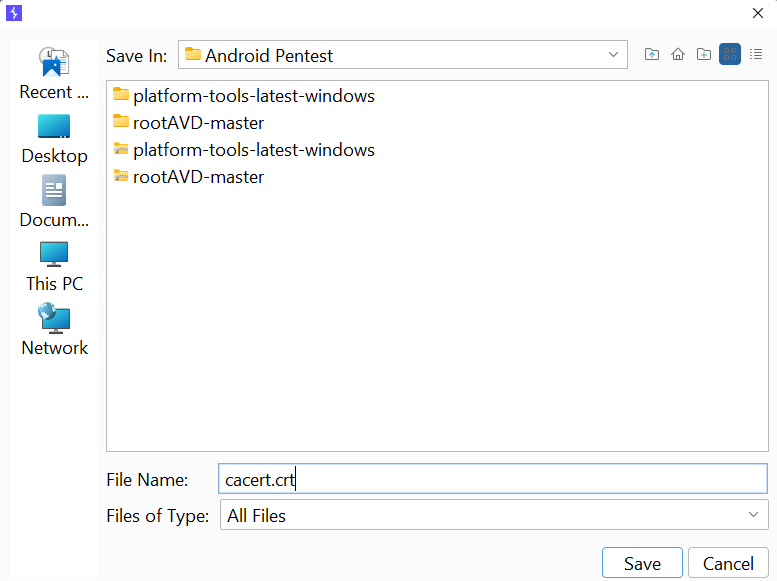 Save In: Android Pentest
Recent ...
Desktop
Docum...
This PC
Network
platform-tools-latest-windows
rootAVD-master
platform-tools-latest-windows
rootAVD-master
File Name: cacert.crt
Files of Type: All Files
Save Cancel